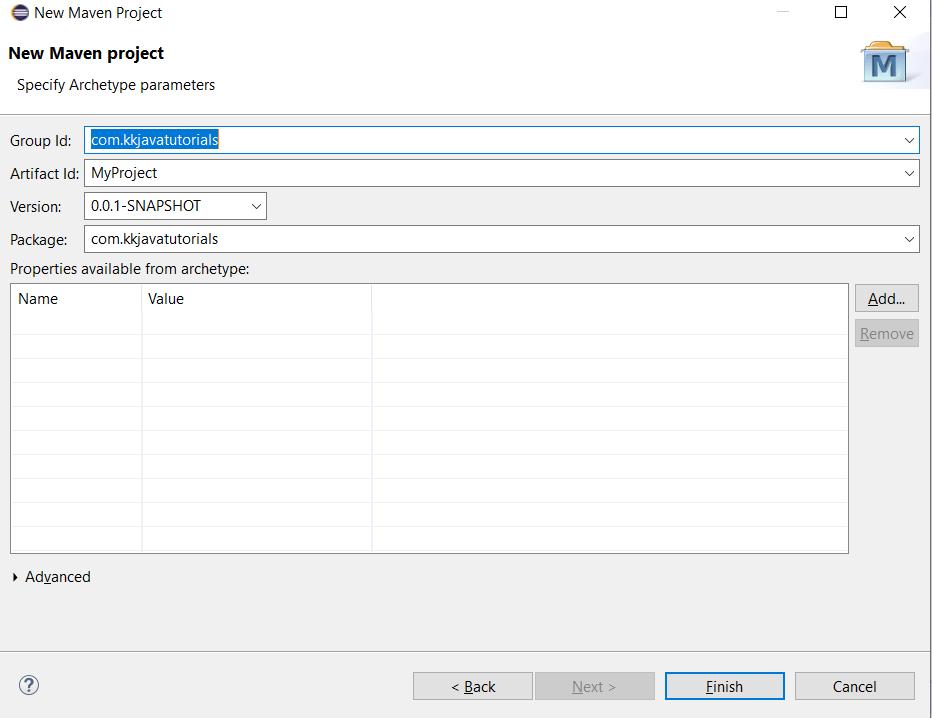 New Maven Project
New Maven project
Specify Archetype parameters
M
Group Id: com.kkjavatutorials
Artifact Id: MyProject
Version: 0.0.1-SNAPSHOT
Package: com.kkjavatutorials
Properties available from archetype:
Name Value
Add...
Remove
Advanced
? < Back Next > Finish Cancel